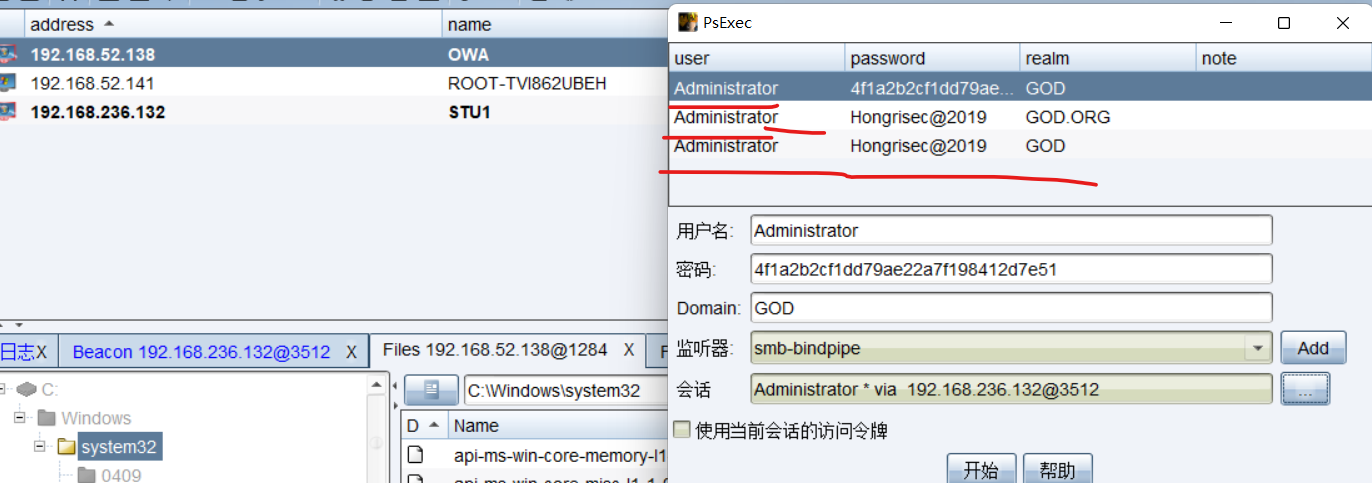 address name
192.168.52.138 OWA
192.168.52.141 ROOT-TVI862UBEH
192.168.236.132 STU1
PsExec
user password realm note
Administrator 4f1a2b2cf1dd79ae... GOD
Administrator Hongrisec@2019 GOD.ORG
Administrator Hongrisec@2019 GOD
用户名: Administrator
密码: 4f1a2b2cf1dd79ae22a7f198412d7e51
Domain: GOD
监听器: smb-bindpipe Add
会话 Administrator * via 192.168.236.132@3512 ...
使用当前会话的访问令牌
开始 帮助
日志X Beacon 192.168.236.132@3512 X Files 192.168.52.138@1284 X F
C:
Windows
system32
0409
C:\Windows\system32
D Name
api-ms-win-core-memory-l1